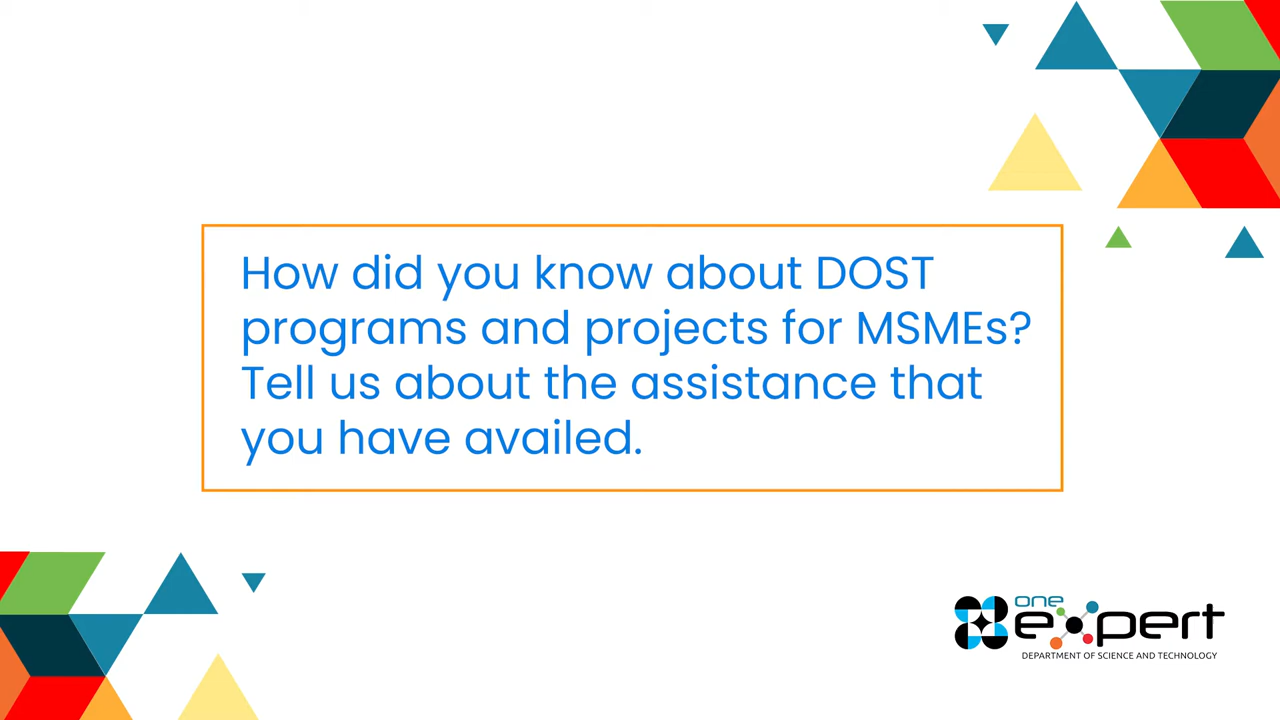 How did you know about DOST
programs and projects for MSMEs?
Tell us about the assistance that
you have availed.
one
expert
DEPARTMENT OF SCIENCE AND TECHNOLOGY